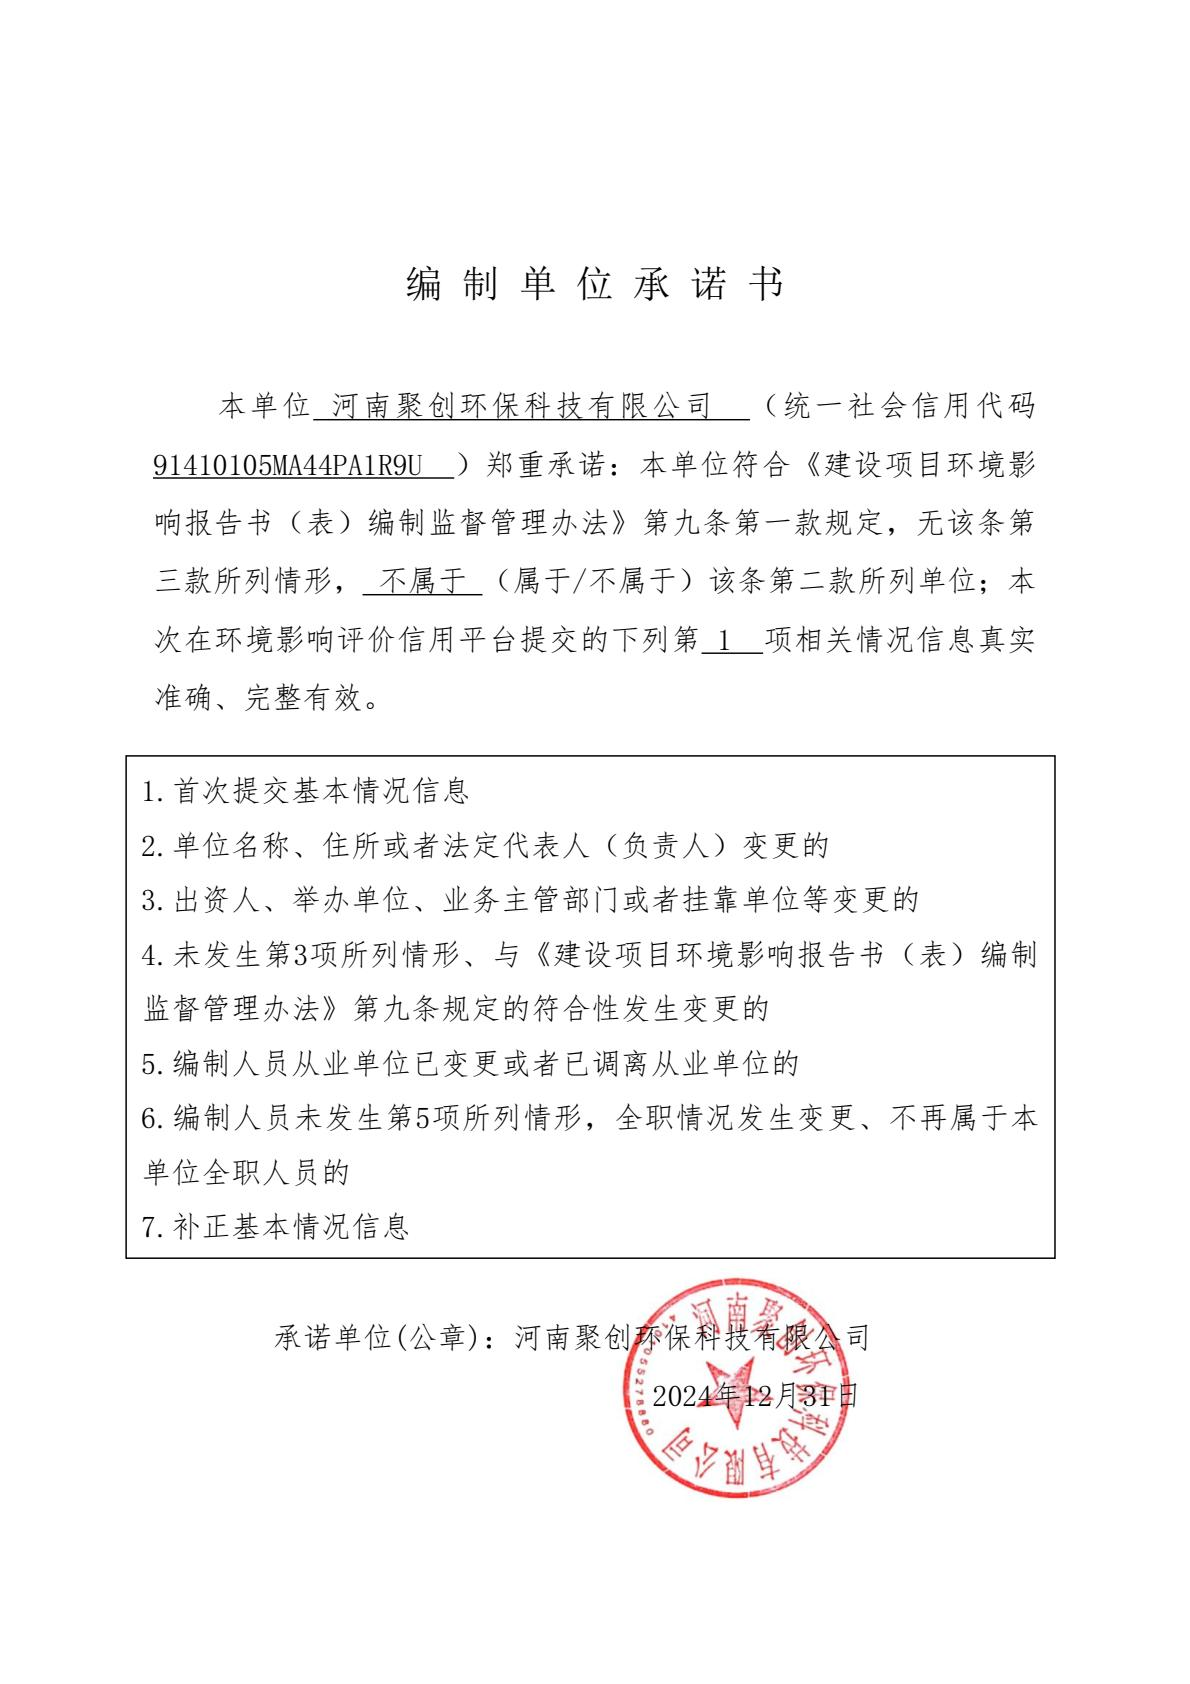 编制单位承诺书
本单位 河南聚创环保科技有限公司 （统一社会信用代码
91410105MA44PA1R9U ）郑重承诺：本单位符合《建设项目环境影
响报告书（表）编制监督管理办法》第九条第一款规定，无该条第
三款所列情形， 不属于 （属于/不属于）该条第二款所列单位；本
次在环境影响评价信用平台提交的下列第 1 项相关情况信息真实
准确、完整有效。
1.首次提交基本情况信息
2.单位名称、住所或者法定代表人（负责人）变更的
3.出资人、举办单位、业务主管部门或者挂靠单位等变更的
4.未发生第3项所列情形、与《建设项目环境影响报告书（表）编制
监督管理办法》第九条规定的符合性发生变更的
5.编制人员从业单位已变更或者已调离从业单位的
6.编制人员未发生第5项所列情形，全职情况发生变更、不再属于本
单位全职人员的
7.补正基本情况信息
承诺单位(公章)：河南聚创环保科技有限公司
2024年12月31日
河南聚创环保科技有限公司